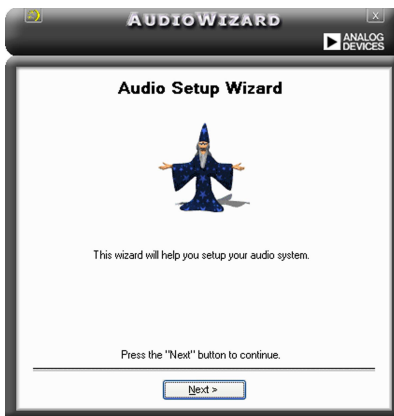 AUDIOWIZARD
X
ANALOG
DEVICES
Audio Setup Wizard
This wizard will help you setup your audio system.
Press the "Next" button to continue.
Next >